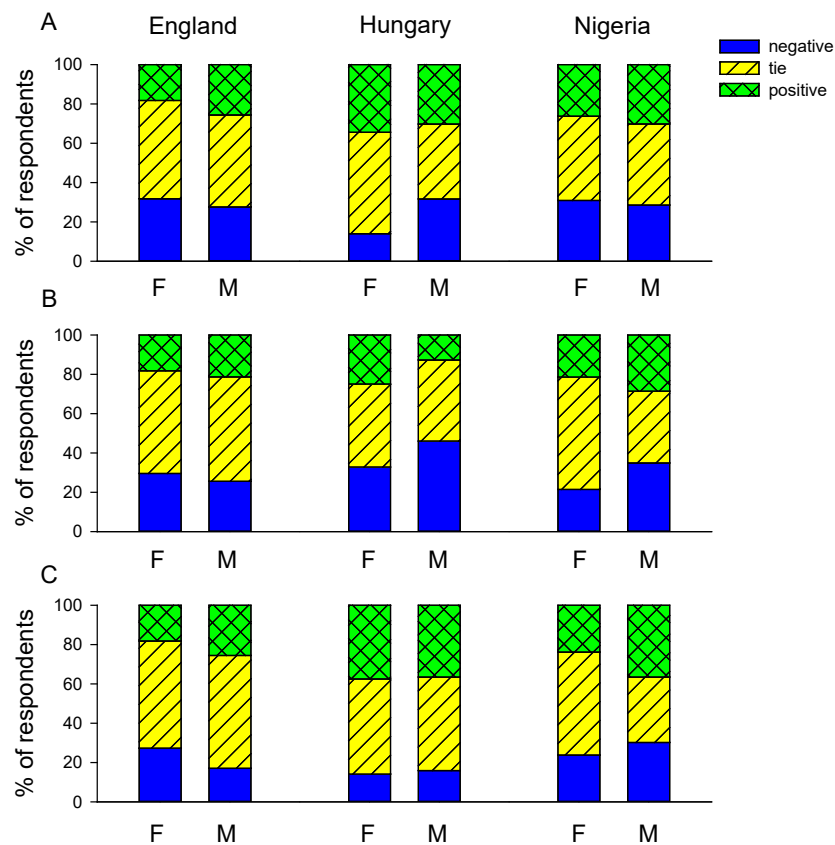 A
England Hungary Nigeria
negative
tie
positive
% of respondents
100
80
60
40
20
0
F M F M F M
B
% of respondents
100
80
60
40
20
0
F M F M F M
C
% of respondents
100
80
60
40
20
0
F M F M F M